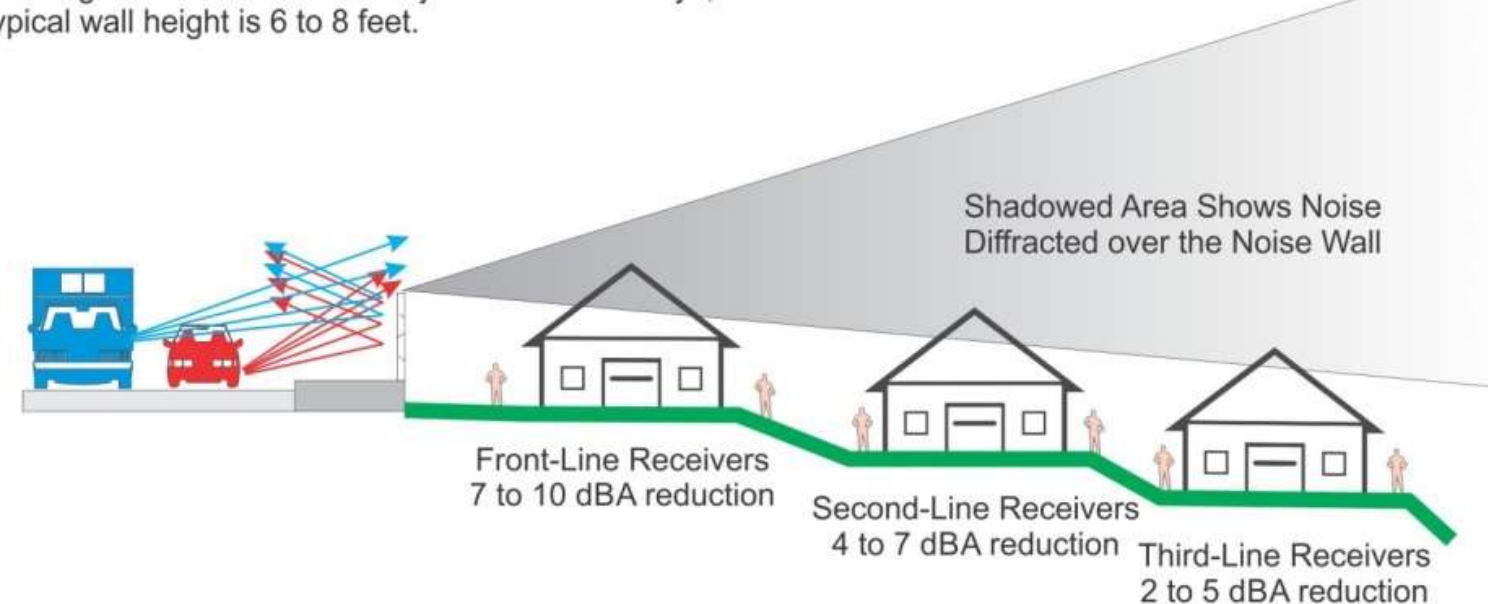 ypical wall height is 6 to 8 feet.
Shadowed Area Shows Noise
Diffracted over the Noise Wall
Front-Line Receivers
7 to 10 dBA reduction
Second-Line Receivers
4 to 7 dBA reduction
Third-Line Receivers
2 to 5 dBA reduction